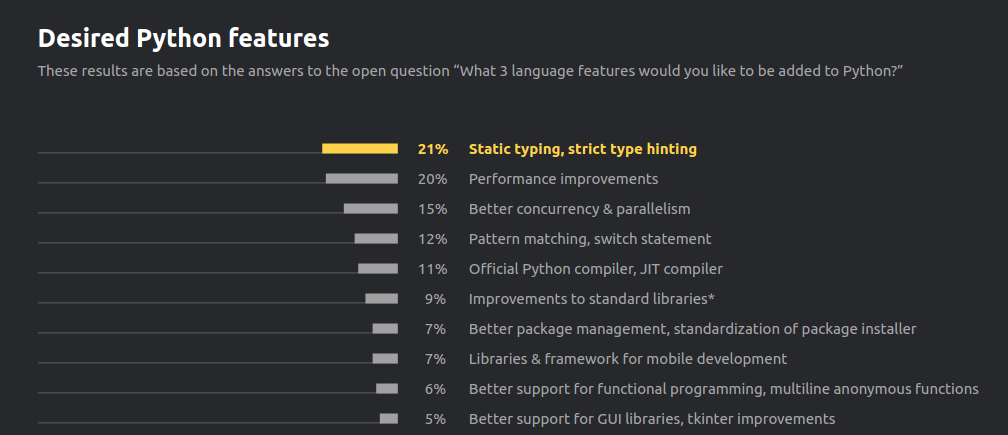 Desired Python features
These results are based on the answers to the open question “What 3 language features would you like to be added to Python?”
21% Static typing, strict type hinting
20% Performance improvements
15% Better concurrency & parallelism
12% Pattern matching, switch statement
11% Official Python compiler, JIT compiler
9% Improvements to standard libraries*
7% Better package management, standardization of package installer
7% Libraries & framework for mobile development
6% Better support for functional programming, multiline anonymous functions
5% Better support for GUI libraries, tkinter improvements